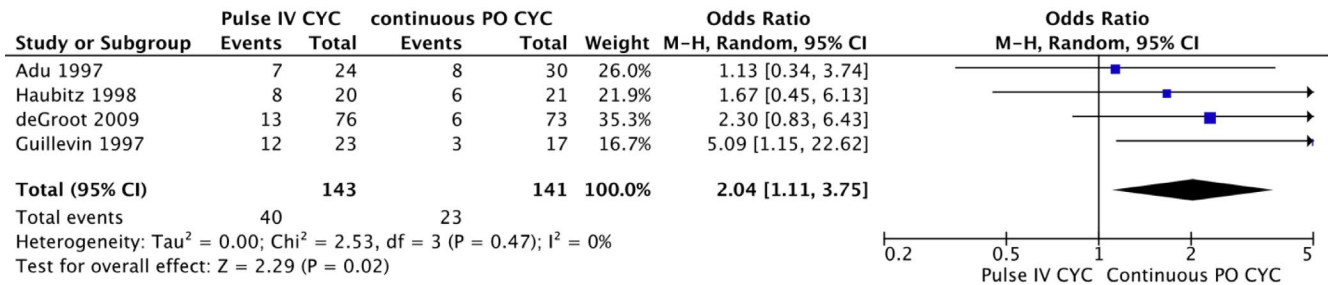 Pulse IV CYC continuous PO CYC Odds Ratio Odds Ratio
Study or Subgroup Events Total Events Total Weight M-H, Random, 95% CI M-H, Random, 95% CI
Adu 1997 7 24 8 30 26.0% 1.13 [0.34, 3.74]
Haubitz 1998 8 20 6 21 21.9% 1.67 [0.45, 6.13]
deGroot 2009 13 76 6 73 35.3% 2.30 [0.83, 6.43]
Guillevin 1997 12 23 3 17 16.7% 5.09 [1.15, 22.62]
Total (95% CI) 143 141 100.0% 2.04 [1.11, 3.75]
Total events 40 23
Heterogeneity: Tau² = 0.00; Chi² = 2.53, df = 3 (P = 0.47); I² = 0%
Test for overall effect: Z = 2.29 (P = 0.02)
0.2 0.5 1 2 5
Pulse IV CYC Continuous PO CYC